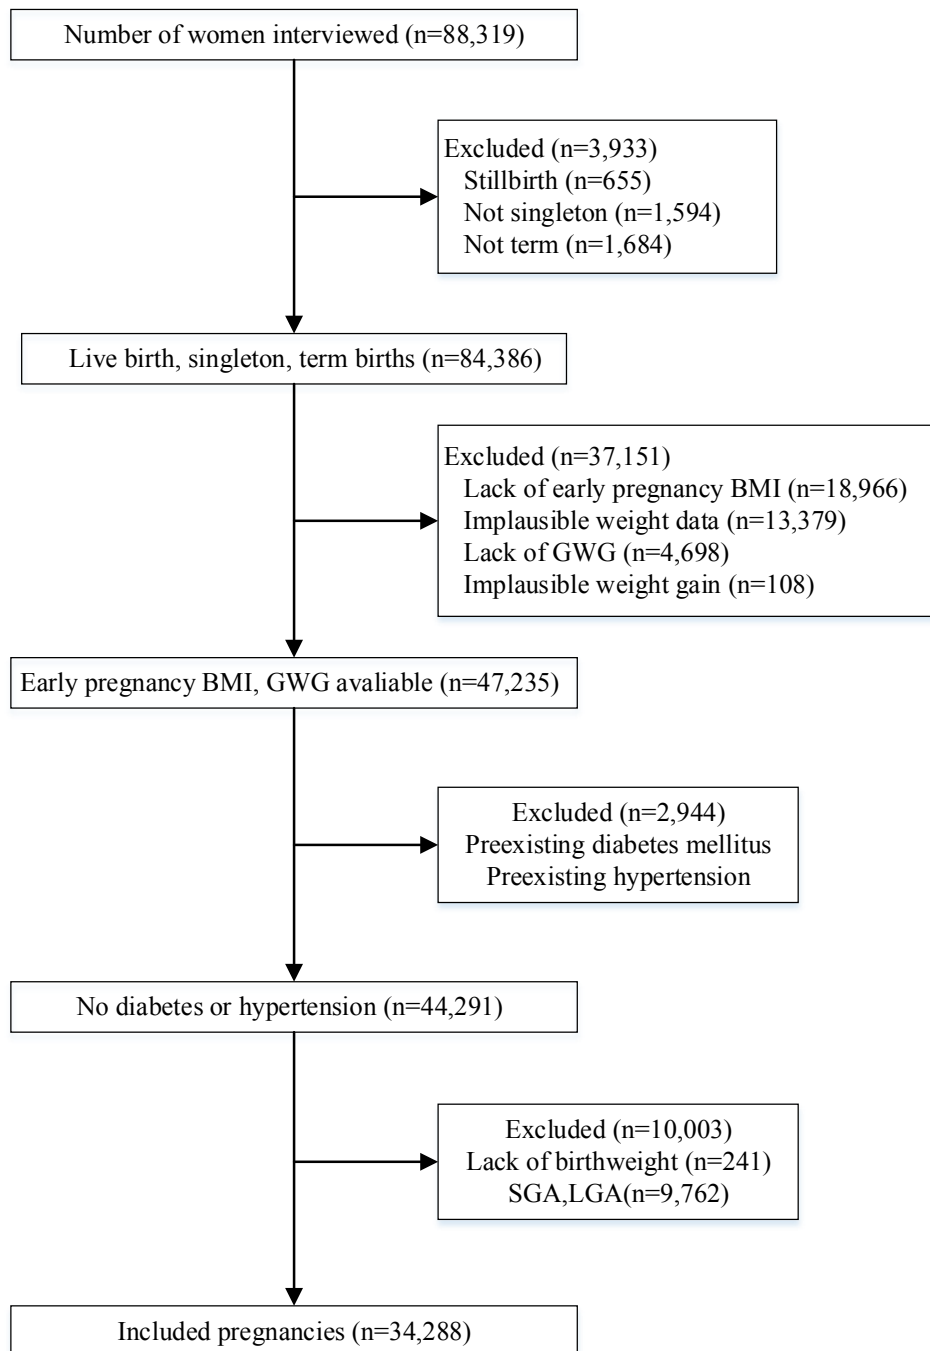 Number of women interviewed (n=88,319)
Excluded (n=3,933)
Stillbirth (n=655)
Not singleton (n=1,594)
Not term (n=1,684)
Live birth, singleton, term births (n=84,386)
Excluded (n=37,151)
Lack of early pregnancy BMI (n=18,966)
Implausible weight data (n=13,379)
Lack of GWG (n=4,698)
Implausible weight gain (n=108)
Early pregnancy BMI, GWG avaliable (n=47,235)
Excluded (n=2,944)
Preexisting diabetes mellitus
Preexisting hypertension
No diabetes or hypertension (n=44,291)
Excluded (n=10,003)
Lack of birthweight (n=241)
SGA,LGA(n=9,762)
Included pregnancies (n=34,288)